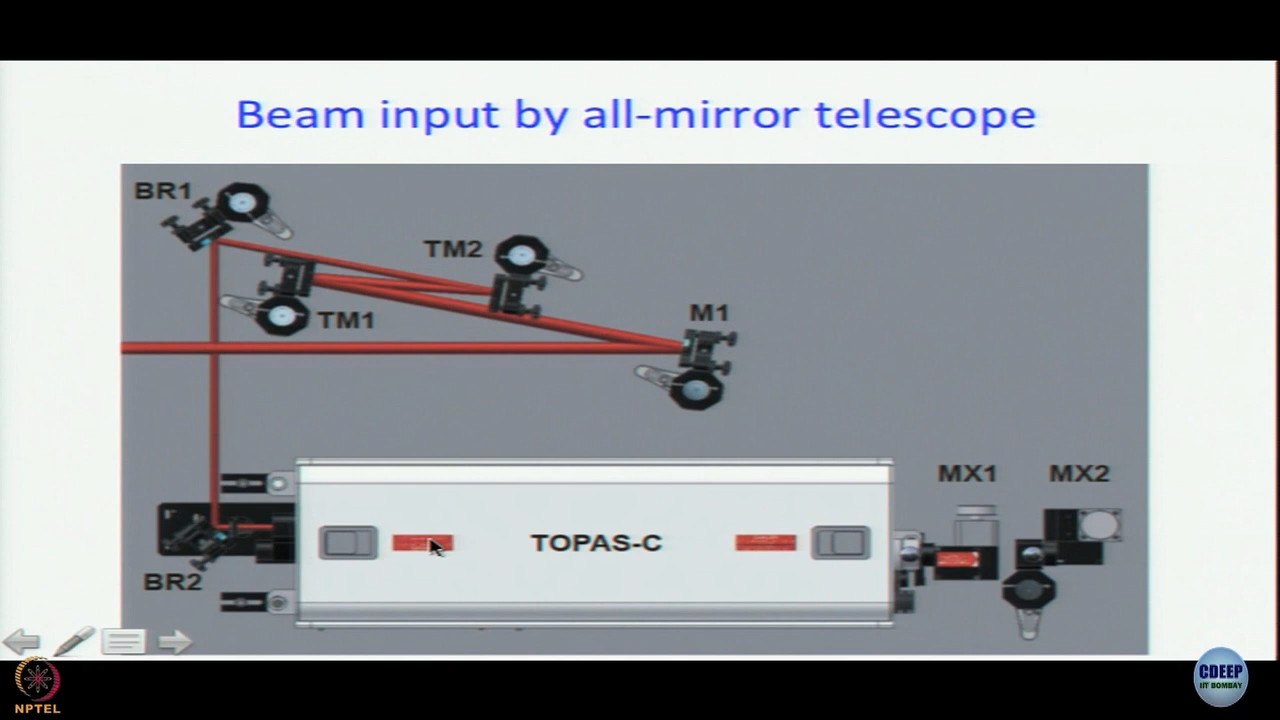 Beam input by all-mirror telescope
BR1
TM2
M1
TM1
MX1
MX2
TOPAS-C
BR2
NPTEL
CDEEP
IIT BOMBAY